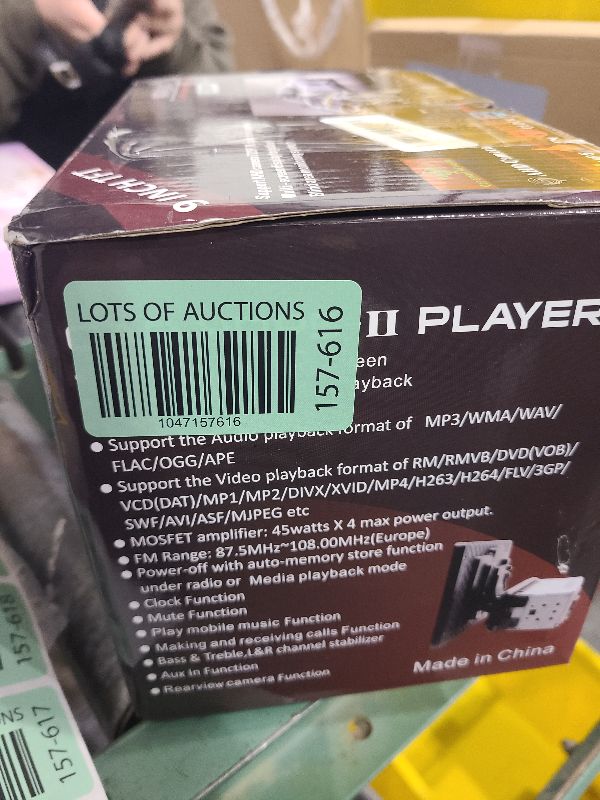 9 INCH TFT
LOTS OF AUCTIONS
1047157616
157-616
II PLAYER
een
ayback
Support the Audio playback format of MP3/WMA/WAV/
FLAC/OGG/APE
Support the Video playback format of RM/RMVB/DVD(VOB)/
VCD(DAT)/MP1/MP2/DIVX/XVID/MP4/H263/H264/FLV/3GP/
SWF/AVI/ASF/MJPEG etc
MOSFET amplifier: 45watts X 4 max power output.
FM Range: 87.5MHz~108.00MHz(Europe)
Power-off with auto-memory store function
under radio or Media playback mode
Clock Function
Mute Function
Play mobile music Function
Making and receiving calls Function
Bass & Treble,L&R channel stabilizer
Aux in Function
Rearview camera Function
Made in China
157-618
NS
157-617